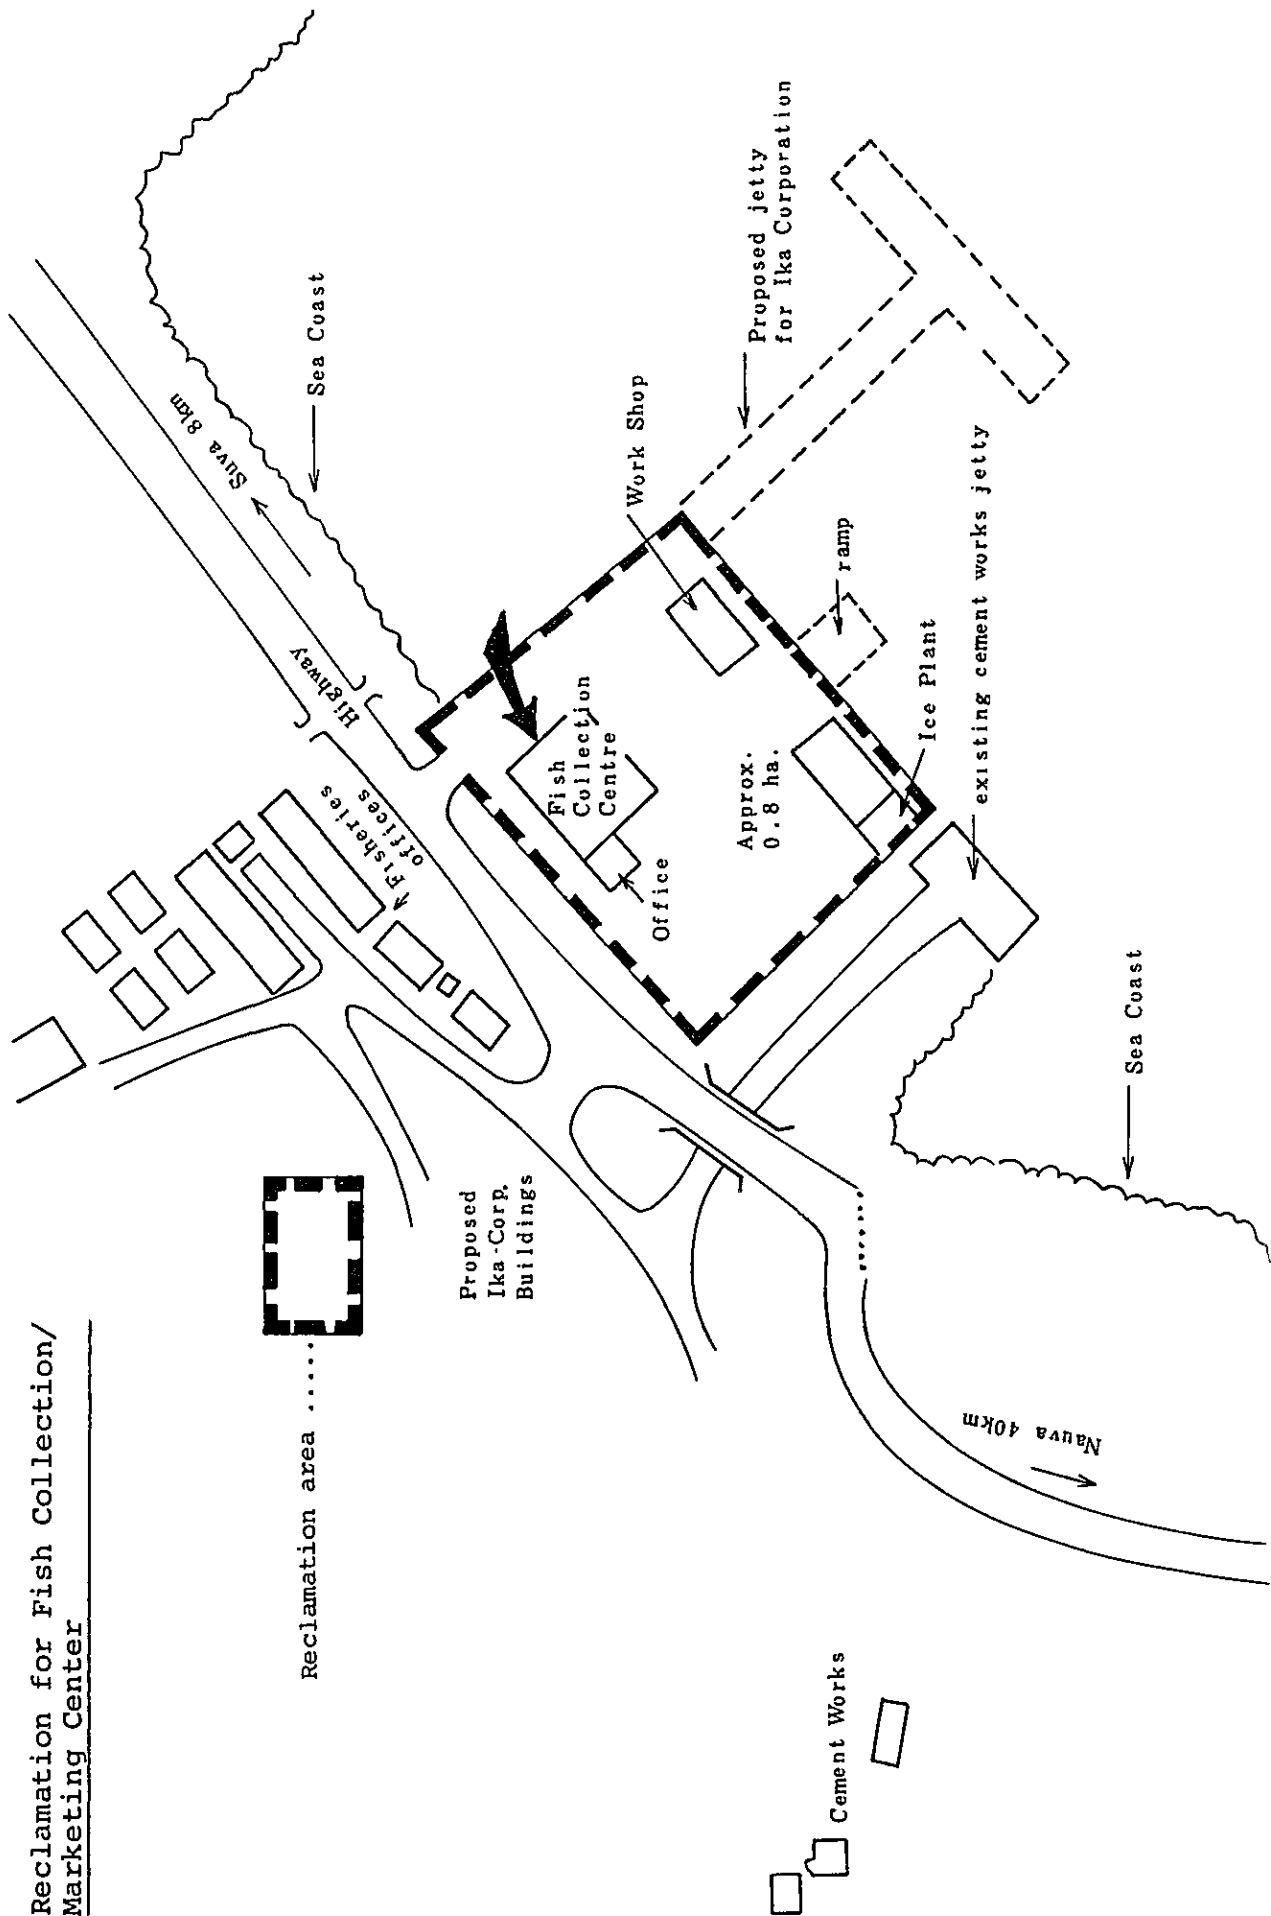 Reclamation for Fish Collection/
Marketing Center
Reclamation area .....
Proposed
Ika-Corp.
Buildings
Fisheries
offices
Highway
Suva 8km
Sea Coast
Fish
Collection
Centre
Office
Approx.
0.8 ha.
Work Shop
Proposed jetty
for Ika Corporation
ramp
Ice Plant
existing cement works jetty
Sea Coast
Nauva 40km
Cement Works